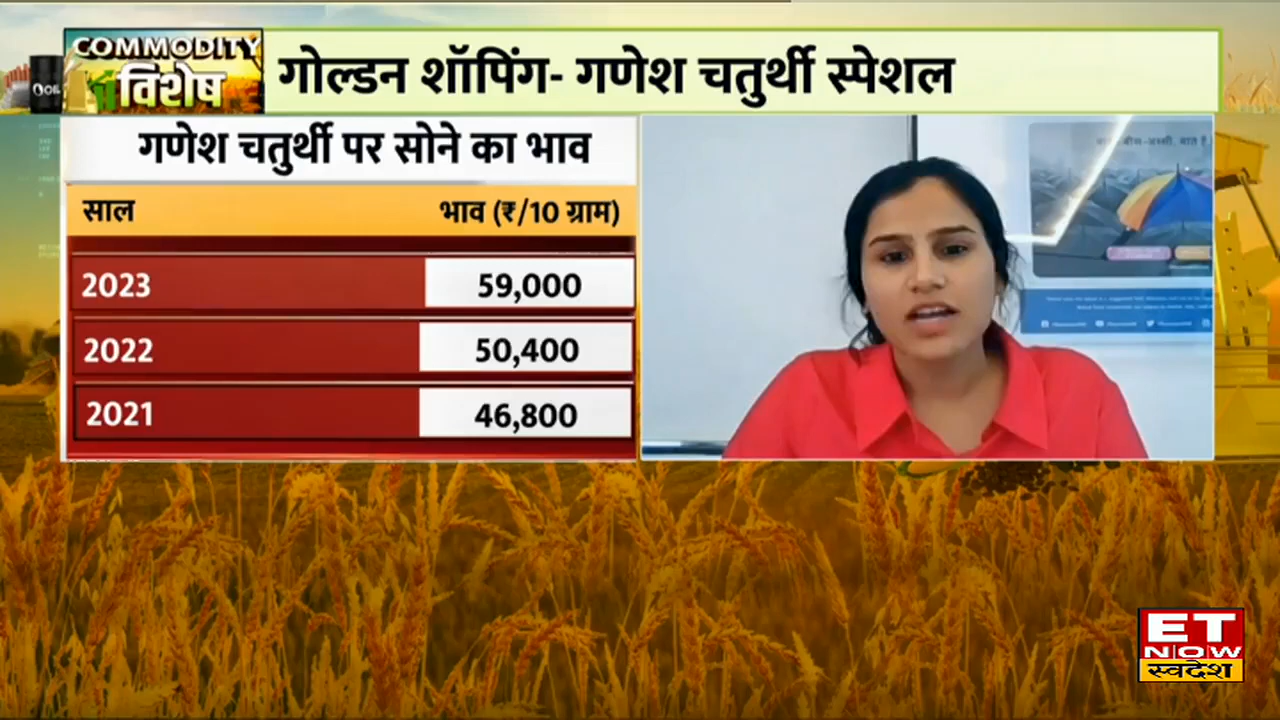 COMMODITY
विशेष
गोल्डन शॉपिंग- गणेश चतुर्थी स्पेशल
गणेश चतुर्थी पर सोने का भाव
साल भाव (₹/10 ग्राम)
2023 59,000
2022 50,400
2021 46,800
OIL
ET
NOW
स्वदेश